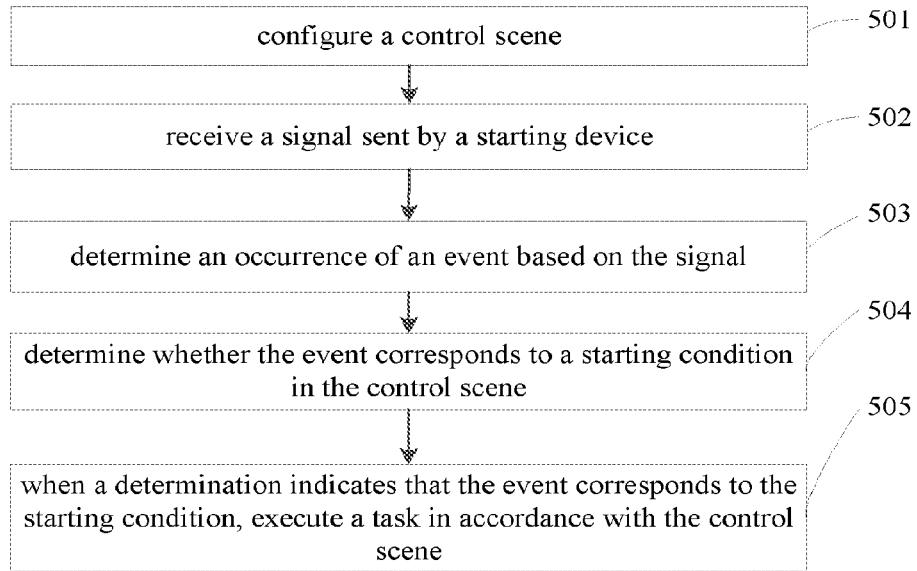 configure a control scene
501
receive a signal sent by a starting device
502
determine an occurrence of an event based on the signal
503
determine whether the event corresponds to a starting condition
in the control scene
504
when a determination indicates that the event corresponds to the
starting condition, execute a task in accordance with the control
scene
505